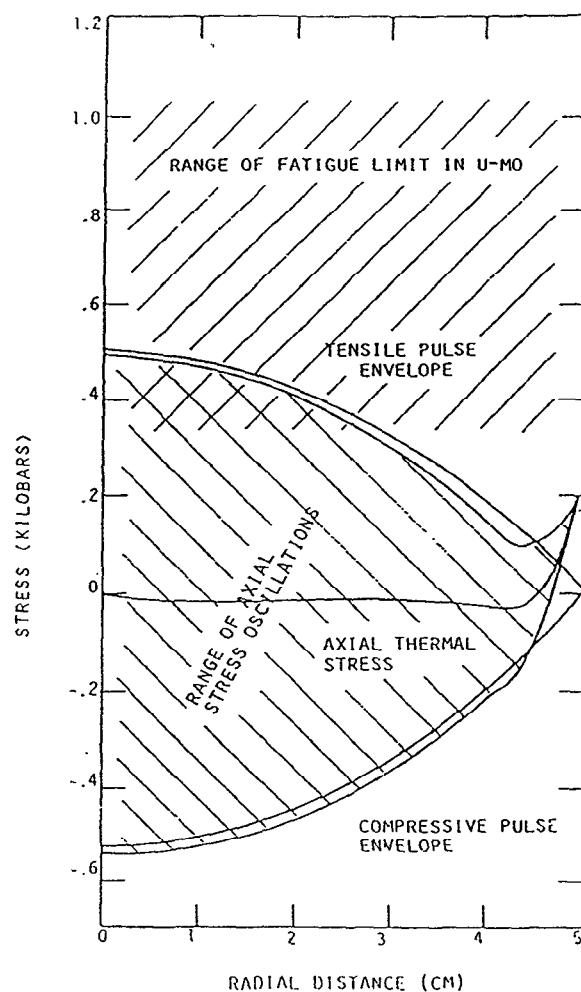 1.2
1.0
.8
.6
.4
.2
0
-.2
-.4
-.6
STRESS (KILOBARS)
RANGE OF FATIGUE LIMIT IN U-MO
TENSILE PULSE
ENVELOPE
RANGE OF AXIAL
STRESS OSCILLATIONS
AXIAL THERMAL
STRESS
COMPRESSIVE PULSE
ENVELOPE
0 1 2 3 4 5
RADIAL DISTANCE (CM)